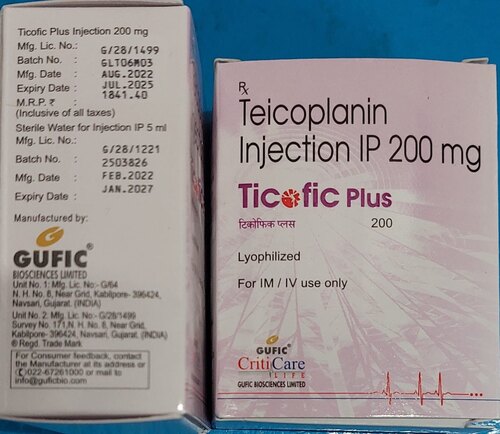 Ticofic Plus Injection 200 mg
Mfg. Lic. No.: G/28/1499
Batch No. : GLT06M03
Mfg. Date : AUG.2022
Expiry Date : JUL.2025
M.R.P. ₹ : 1841.40
(Inclusive of all taxes)
Sterile Water for Injection IP 5 ml
Mfg. Lic. No.: G/28/1221
Batch No. : 2503826
Mfg. Date : FEB.2022
Expiry Date : JAN.2027
Manufactured by:
GUFIC®
BIOSCIENCES LIMITED
Unit No. 1: Mfg. Lic. No.- G/64
N. H. No. 8, Near Grid, Kabilpore- 396424,
Navsari, Gujarat. (INDIA)
Unit No. 2: Mfg. Lic. No.- G/28/1499
Survey No. 171, N. H. No. 8, Near Grid,
Kabilpore- 396424, Navsari, Gujarat. (INDIA)
® Regd. Trade Mark
For Consumer feedback, contact
the Manufacturer at its address or
✆022-67261000 or mail to
info@guficbio.com
Rx
Teicoplanin
Injection IP 200 mg
Ticofic Plus
टिकोफिक प्लस 200
Lyophilized
For IM / IV use only
GUFIC®
CritiCare
LIFE
GUFIC BIOSCIENCES LIMITED